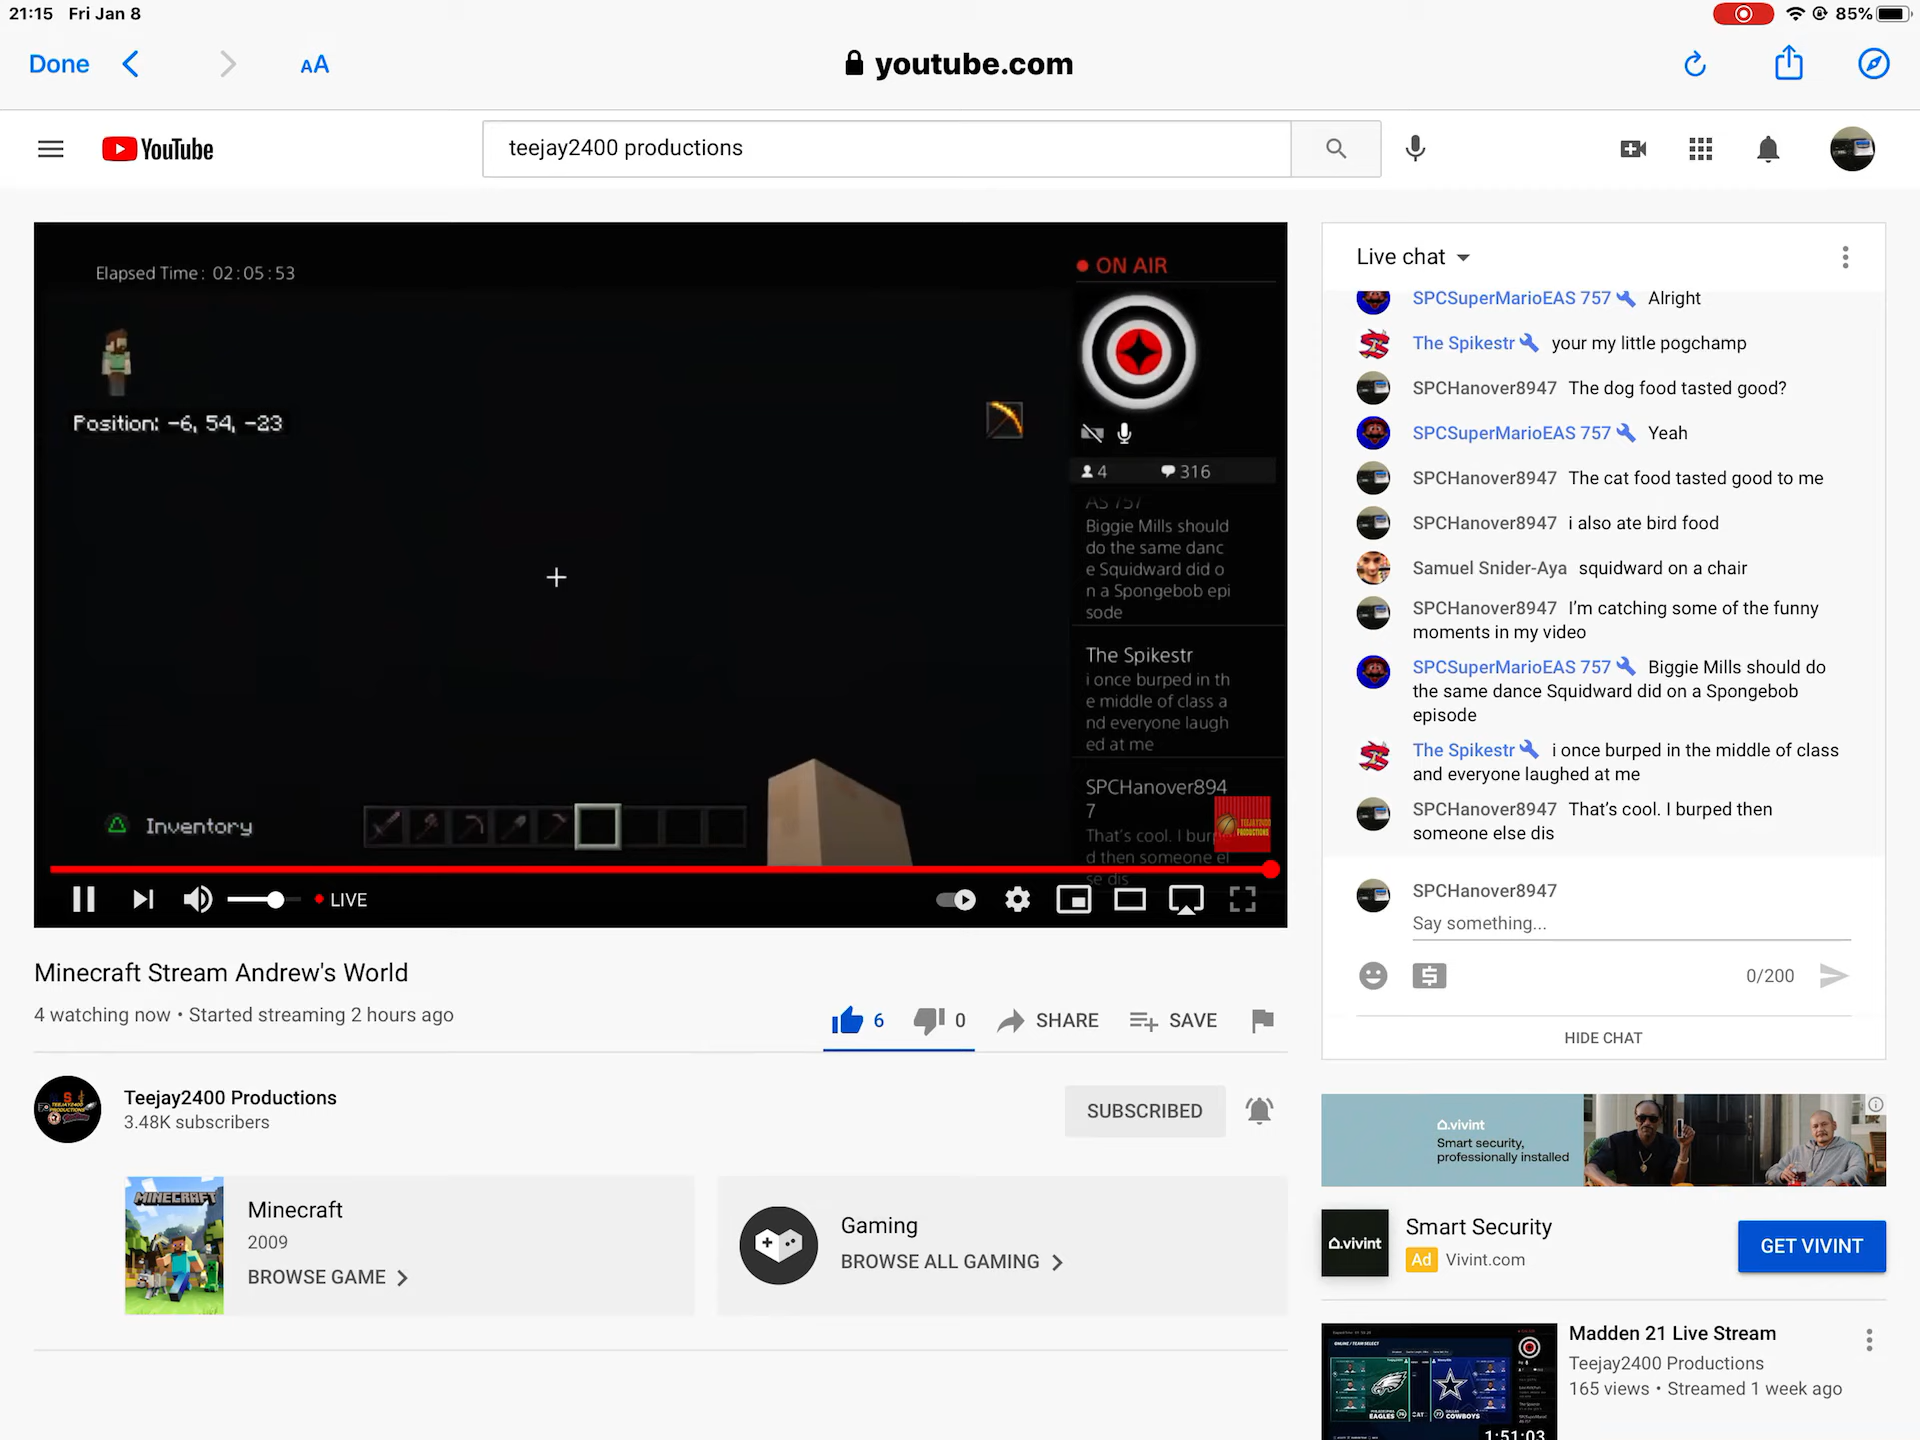 21:15 Fri Jan 8
85%
Done
AA
youtube.com
YouTube
teejay2400 productions
Elapsed Time: 02:05:53
Position: -6, 54, -23
Inventory
ON AIR
4 316
AS 757
Biggie Mills should
do the same danc
e Squidward did o
n a Spongebob epi
sode
The Spikestr
i once burped in th
e middle of class a
nd everyone laugh
ed at me
SPCHanover894
7
That's cool. I bur
d then someone el
se dis
TEEJAY2400
PRODUCTIONS
LIVE
Minecraft Stream Andrew's World
4 watching now • Started streaming 2 hours ago
6 0 SHARE SAVE
Teejay2400 Productions
3.48K subscribers
SUBSCRIBED
MINECRAFT
Minecraft
2009
BROWSE GAME
Gaming
BROWSE ALL GAMING
Live chat
SPCSuperMarioEAS 757 Alright
The Spikestr your my little pogchamp
SPCHanover8947 The dog food tasted good?
SPCSuperMarioEAS 757 Yeah
SPCHanover8947 The cat food tasted good to me
SPCHanover8947 i also ate bird food
Samuel Snider-Aya squidward on a chair
SPCHanover8947 I'm catching some of the funny
moments in my video
SPCSuperMarioEAS 757 Biggie Mills should do
the same dance Squidward did on a Spongebob
episode
The Spikestr i once burped in the middle of class
and everyone laughed at me
SPCHanover8947 That's cool. I burped then
someone else dis
SPCHanover8947
Say something...
0/200
HIDE CHAT
vivint
Smart security,
professionally installed
vivint
Smart Security
Ad Vivint.com
GET VIVINT
EAGLES
COWBOYS
1:51:03
Madden 21 Live Stream
Teejay2400 Productions
165 views • Streamed 1 week ago